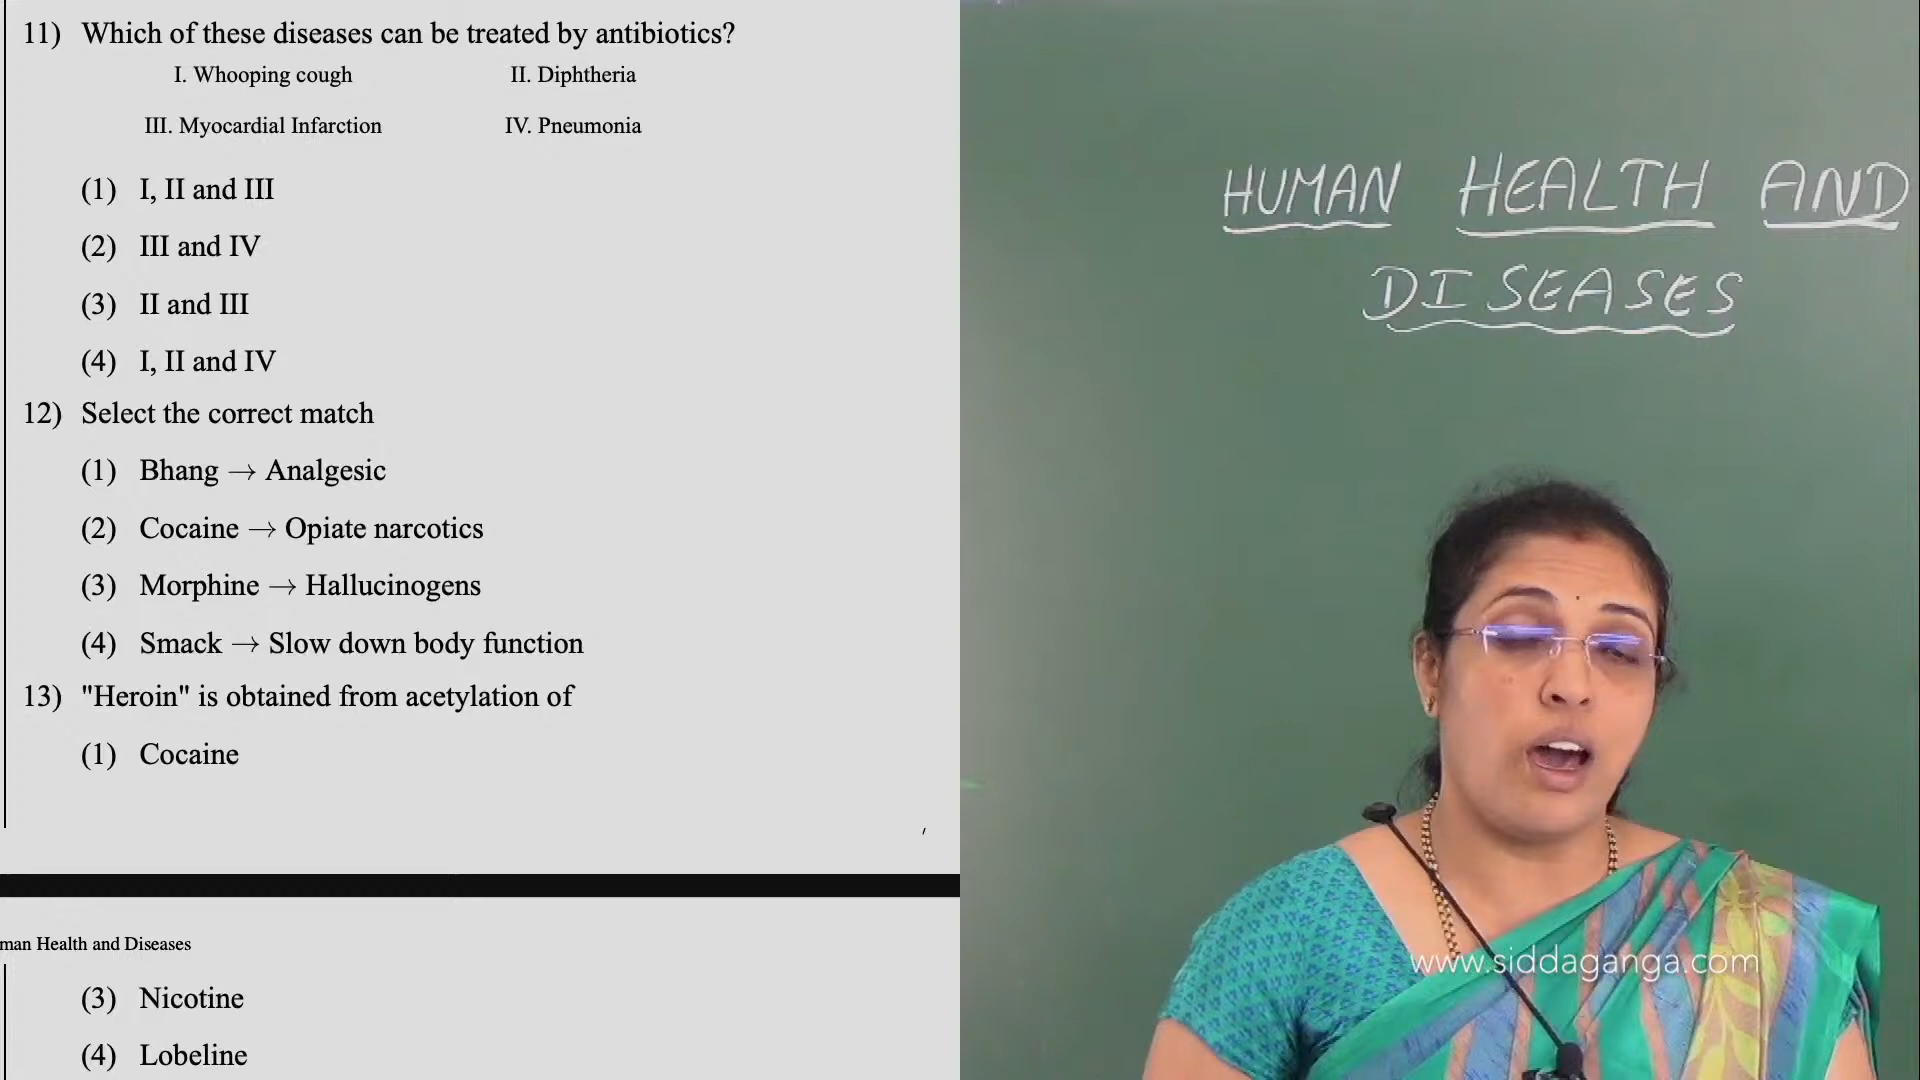 11) Which of these diseases can be treated by antibiotics?
I. Whooping cough II. Diphtheria
III. Myocardial Infarction IV. Pneumonia
(1) I, II and III
(2) III and IV
(3) II and III
(4) I, II and IV
12) Select the correct match
(1) Bhang → Analgesic
(2) Cocaine → Opiate narcotics
(3) Morphine → Hallucinogens
(4) Smack → Slow down body function
13) "Heroin" is obtained from acetylation of
(1) Cocaine
man Health and Diseases
(3) Nicotine
(4) Lobeline
HUMAN HEALTH AND
DISEASES
www.siddaganga.com